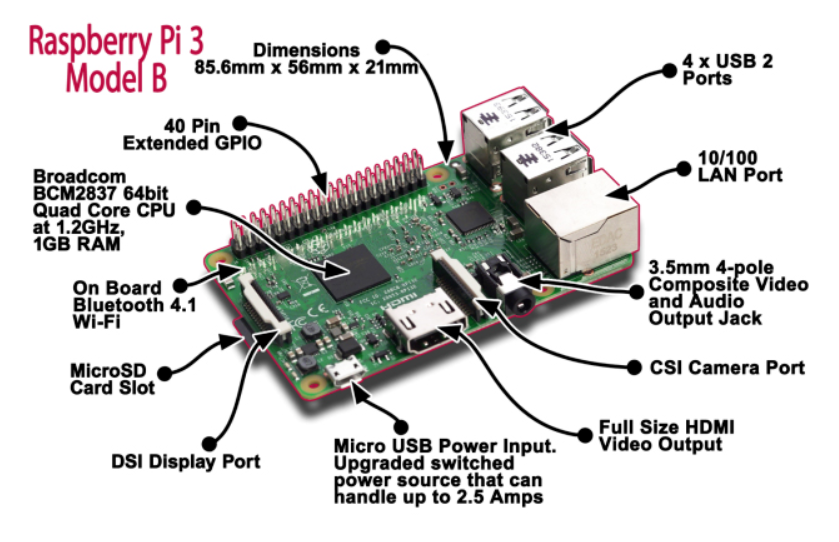 Raspberry Pi 3
Model B
Dimensions
85.6mm x 56mm x 21mm
4 x USB 2
Ports
40 Pin
Extended GPIO
10/100
LAN Port
Broadcom
BCM2837 64bit
Quad Core CPU
at 1.2GHz,
1GB RAM
On Board
Bluetooth 4.1
Wi-Fi
3.5mm 4-pole
Composite Video
and Audio
Output Jack
MicroSD
Card Slot
CSI Camera Port
DSI Display Port
Micro USB Power Input.
Upgraded switched
power source that can
handle up to 2.5 Amps
Full Size HDMI
Video Output
HDMI